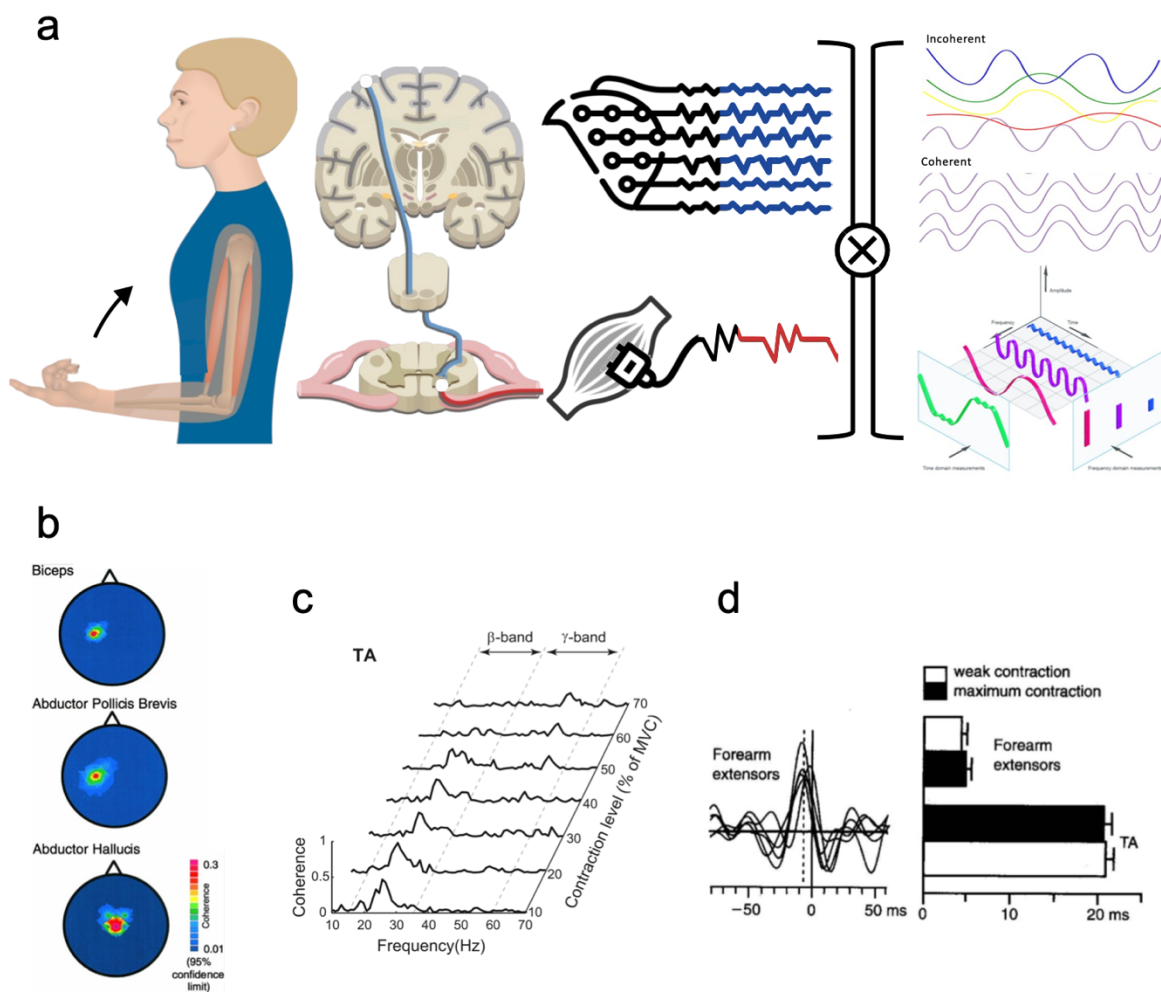 a
Incoherent
Coherent
Amplitude
Frequency
Time
Time domain measurements
Frequency domain measurements
b
Biceps
Abductor Pollicis Brevis
Abductor Hallucis
0.3
Coherence
0.01
(95%
confidence
limit)
c
TA
β-band
γ-band
70
60
50
40
30
20
10
Contraction level (% of MVC)
1
0.5
0
Coherence
10
20
30
40
50
60
70
Frequency(Hz)
d
Forearm
extensors
−50
0
50 ms
weak contraction
maximum contraction
Forearm
extensors
TA
0
10
20
ms